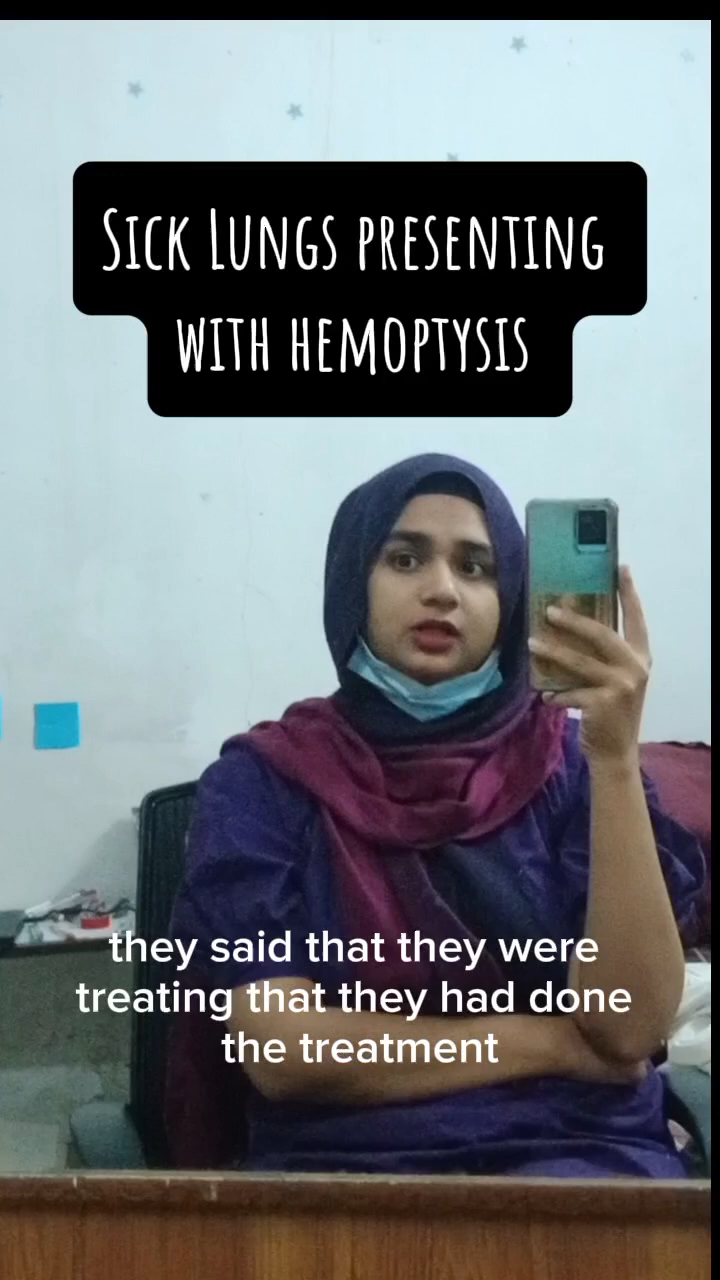 Sick Lungs presenting
with hemoptysis
they said that they were
treating that they had done
the treatment